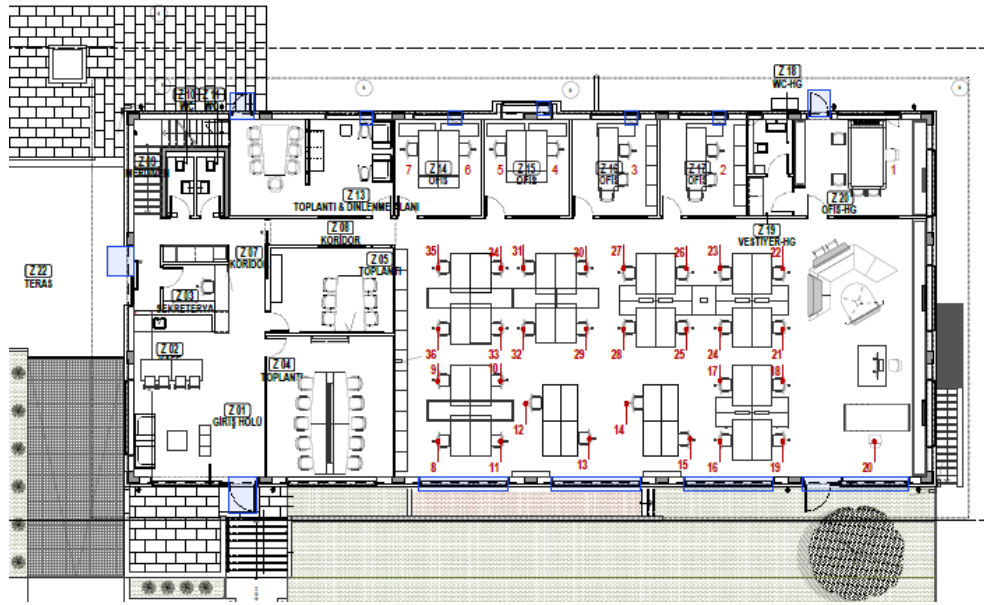 Z 18
WC-HG
Z 10
WC
Z 11
WC
Z 09
MERDİVEN
7
Z 14
OFİS
6
5
Z 15
OFİS
4
Z 16
OFİS
3
Z 17
OFİS
2
1
Z 13
TOPLANTI & DİNLENME ALANI
Z 20
OFİS-HG
Z 08
KORİDOR
Z 19
VESTİYER-HG
Z 07
KORİDOR
Z 05
TOPLANTI
Z 22
TERAS
35
34
31
30
27
26
23
22
Z 03
SEKRETERYA
36
33
32
29
28
25
24
21
Z 02
Z 04
TOPLANTI
9
10
17
18
Z 01
GİRİŞ HOLÜ
12
14
8
11
13
15
16
19
20